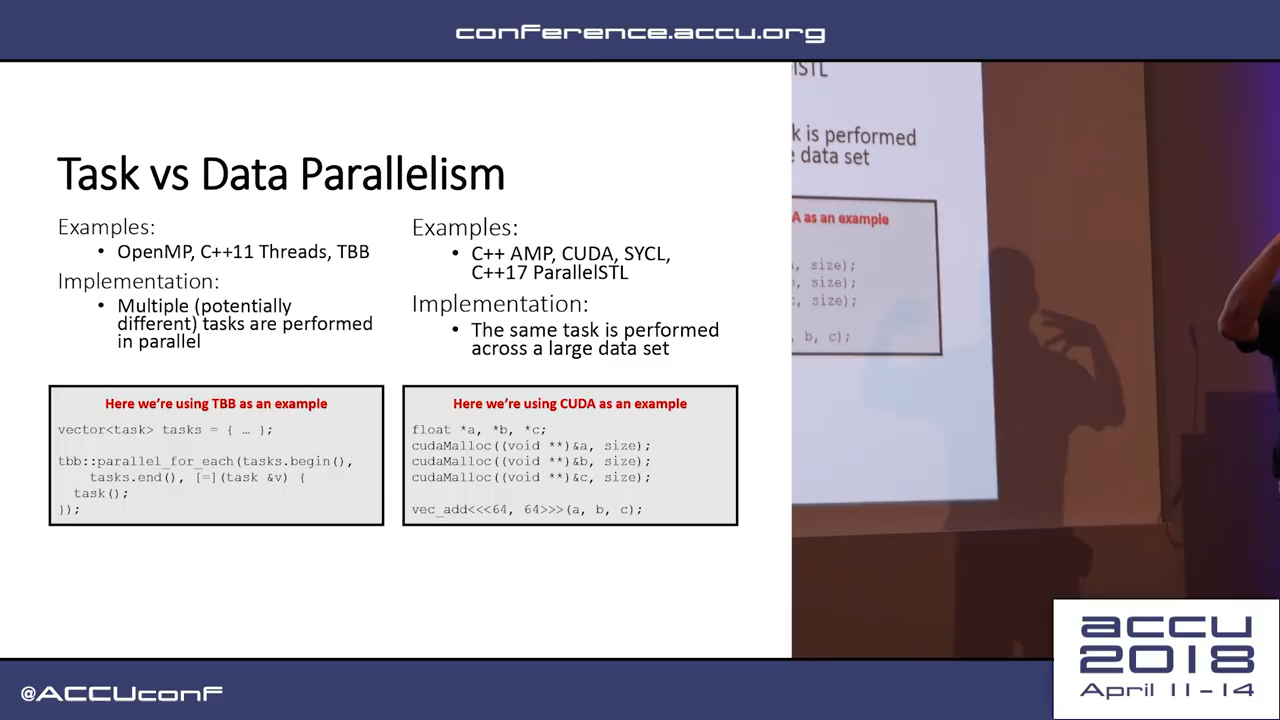 conference.accu.org
Task vs Data Parallelism
Examples:
• OpenMP, C++11 Threads, TBB
Implementation:
• Multiple (potentially
different) tasks are performed
in parallel
Here we're using TBB as an example
vector<task> tasks = { … };
tbb::parallel_for_each(tasks.begin(),
tasks.end(), [=](task &v) {
task();
});
Examples:
• C++ AMP, CUDA, SYCL,
C++17 ParallelSTL
Implementation:
• The same task is performed
across a large data set
Here we're using CUDA as an example
float *a, *b, *c;
cudaMalloc((void **)&a, size);
cudaMalloc((void **)&b, size);
cudaMalloc((void **)&c, size);
vec_add<<<64, 64>>>(a, b, c);
lSTL
k is performed
e data set
A as an example
, size);
, size);
, size);
, b, c);
accu
2018
April 11-14
@ACCUconf